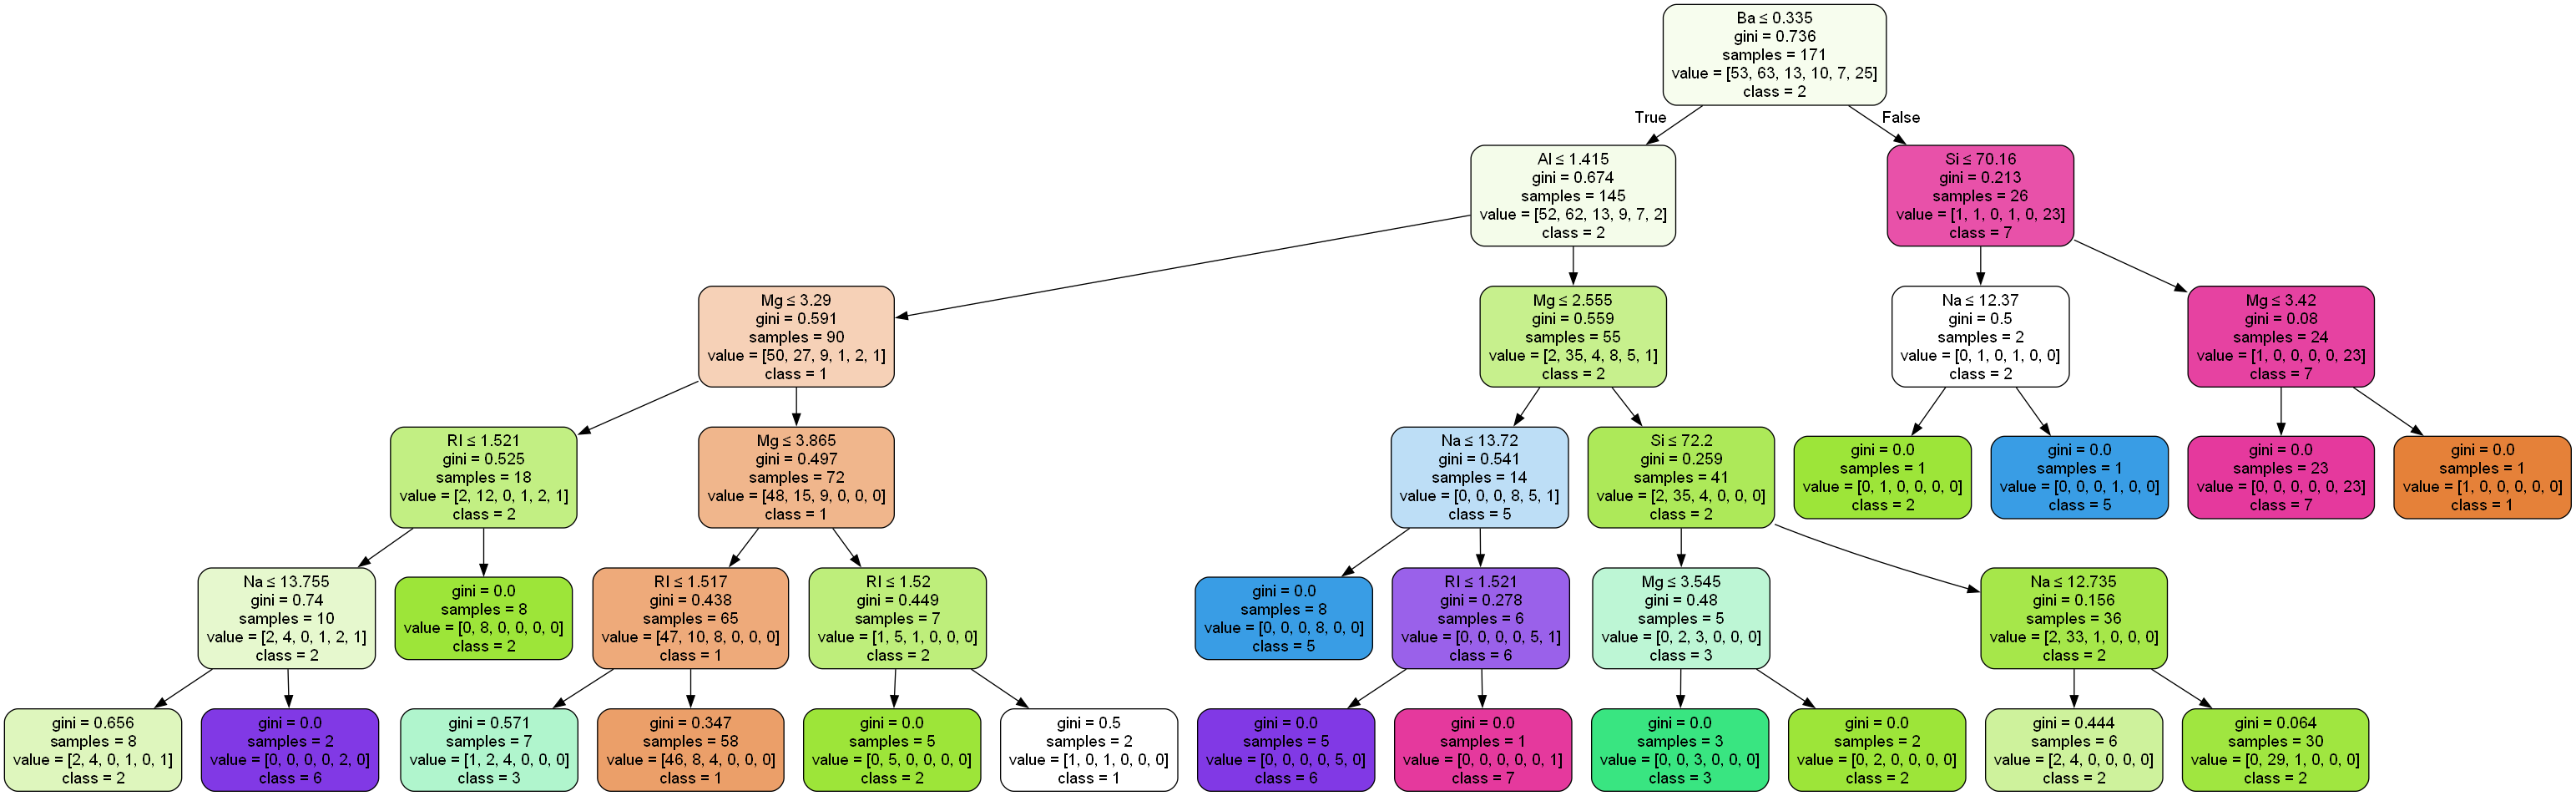 Ba ≤ 0.335
gini = 0.736
samples = 171
value = [53, 63, 13, 10, 7, 25]
class = 2
True
False
Al ≤ 1.415
gini = 0.674
samples = 145
value = [52, 62, 13, 9, 7, 2]
class = 2
Si ≤ 70.16
gini = 0.213
samples = 26
value = [1, 1, 0, 1, 0, 23]
class = 7
Mg ≤ 3.29
gini = 0.591
samples = 90
value = [50, 27, 9, 1, 2, 1]
class = 1
Mg ≤ 2.555
gini = 0.559
samples = 55
value = [2, 35, 4, 8, 5, 1]
class = 2
Na ≤ 12.37
gini = 0.5
samples = 2
value = [0, 1, 0, 1, 0, 0]
class = 2
Mg ≤ 3.42
gini = 0.08
samples = 24
value = [1, 0, 0, 0, 0, 23]
class = 7
RI ≤ 1.521
gini = 0.525
samples = 18
value = [2, 12, 0, 1, 2, 1]
class = 2
Mg ≤ 3.865
gini = 0.497
samples = 72
value = [48, 15, 9, 0, 0, 0]
class = 1
Na ≤ 13.72
gini = 0.541
samples = 14
value = [0, 0, 0, 8, 5, 1]
class = 5
Si ≤ 72.2
gini = 0.259
samples = 41
value = [2, 35, 4, 0, 0, 0]
class = 2
gini = 0.0
samples = 1
value = [0, 1, 0, 0, 0, 0]
class = 2
gini = 0.0
samples = 1
value = [0, 0, 0, 1, 0, 0]
class = 5
gini = 0.0
samples = 23
value = [0, 0, 0, 0, 0, 23]
class = 7
gini = 0.0
samples = 1
value = [1, 0, 0, 0, 0, 0]
class = 1
Na ≤ 13.755
gini = 0.74
samples = 10
value = [2, 4, 0, 1, 2, 1]
class = 2
gini = 0.0
samples = 8
value = [0, 8, 0, 0, 0, 0]
class = 2
RI ≤ 1.517
gini = 0.438
samples = 65
value = [47, 10, 8, 0, 0, 0]
class = 1
RI ≤ 1.52
gini = 0.449
samples = 7
value = [1, 5, 1, 0, 0, 0]
class = 2
gini = 0.0
samples = 8
value = [0, 0, 0, 8, 0, 0]
class = 5
RI ≤ 1.521
gini = 0.278
samples = 6
value = [0, 0, 0, 0, 5, 1]
class = 6
Mg ≤ 3.545
gini = 0.48
samples = 5
value = [0, 2, 3, 0, 0, 0]
class = 3
Na ≤ 12.735
gini = 0.156
samples = 36
value = [2, 33, 1, 0, 0, 0]
class = 2
gini = 0.656
samples = 8
value = [2, 4, 0, 1, 0, 1]
class = 2
gini = 0.0
samples = 2
value = [0, 0, 0, 0, 2, 0]
class = 6
gini = 0.571
samples = 7
value = [1, 2, 4, 0, 0, 0]
class = 3
gini = 0.347
samples = 58
value = [46, 8, 4, 0, 0, 0]
class = 1
gini = 0.0
samples = 5
value = [0, 5, 0, 0, 0, 0]
class = 2
gini = 0.5
samples = 2
value = [1, 0, 1, 0, 0, 0]
class = 1
gini = 0.0
samples = 5
value = [0, 0, 0, 0, 5, 0]
class = 6
gini = 0.0
samples = 1
value = [0, 0, 0, 0, 0, 1]
class = 7
gini = 0.0
samples = 3
value = [0, 0, 3, 0, 0, 0]
class = 3
gini = 0.0
samples = 2
value = [0, 2, 0, 0, 0, 0]
class = 2
gini = 0.444
samples = 6
value = [2, 4, 0, 0, 0, 0]
class = 2
gini = 0.064
samples = 30
value = [0, 29, 1, 0, 0, 0]
class = 2